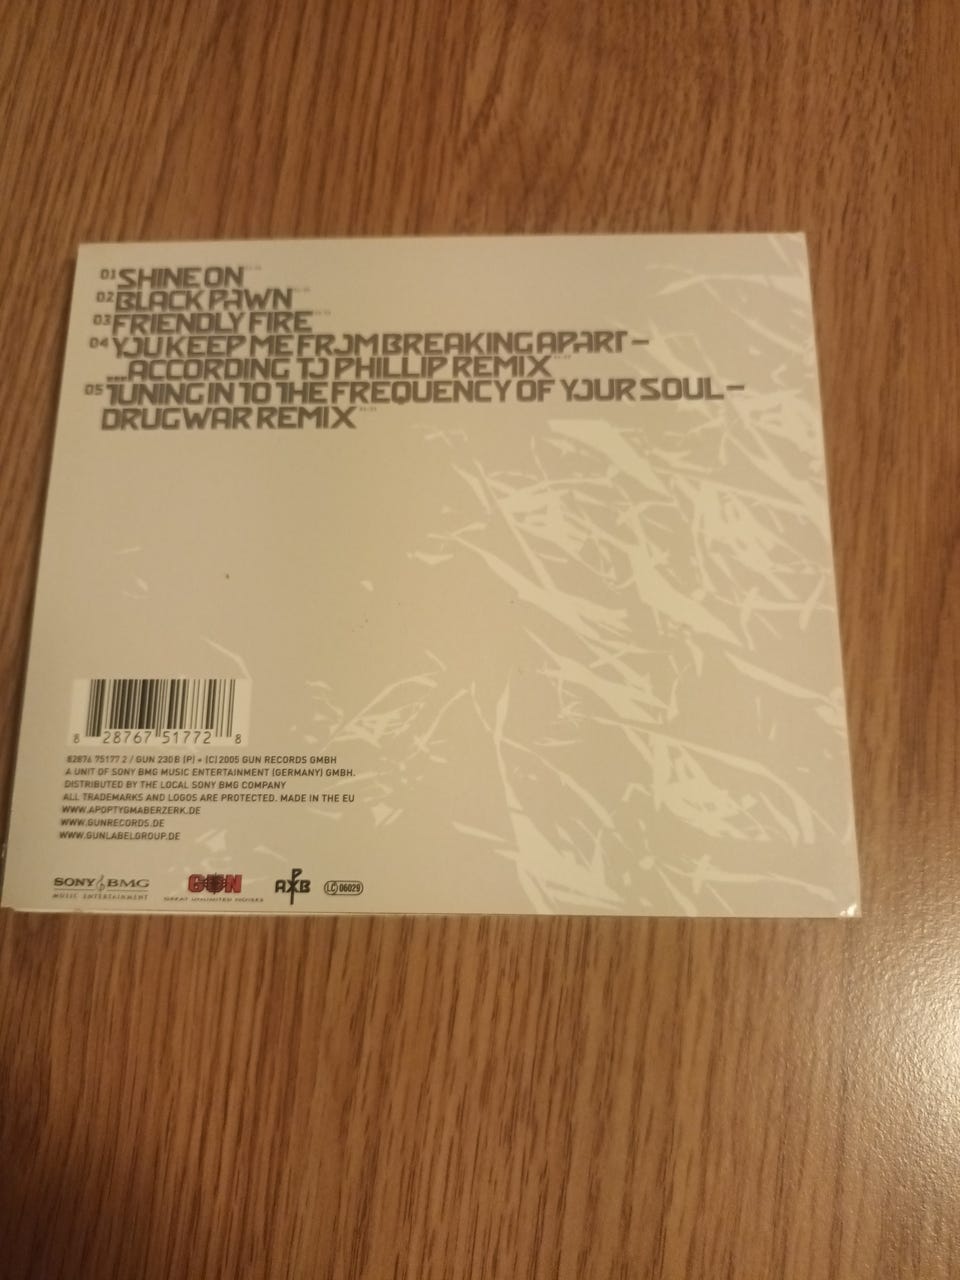 01 SHINE ON
02 BLACK PAWN
03 FRIENDLY FIRE
04 YOU KEEP ME FROM BREAKING APART –
...ACCORDING TO PHILLIP REMIX
05 TUNING IN TO THE FREQUENCY OF YOUR SOUL –
DRUGWAR REMIX
8 28767 51772 8
82876 75177 2 / GUN 230 B (P) + (C) 2005 GUN RECORDS GMBH
A UNIT OF SONY BMG MUSIC ENTERTAINMENT (GERMANY) GMBH.
DISTRIBUTED BY THE LOCAL SONY BMG COMPANY
ALL TRADEMARKS AND LOGOS ARE PROTECTED. MADE IN THE EU
WWW.APOPTYGMABERZERK.DE
WWW.GUNRECORDS.DE
WWW.GUNLABELGROUP.DE
SONY BMG GUN APB LC 06029
MUSIC ENTERTAINMENT GREAT UNLIMITED NOISES